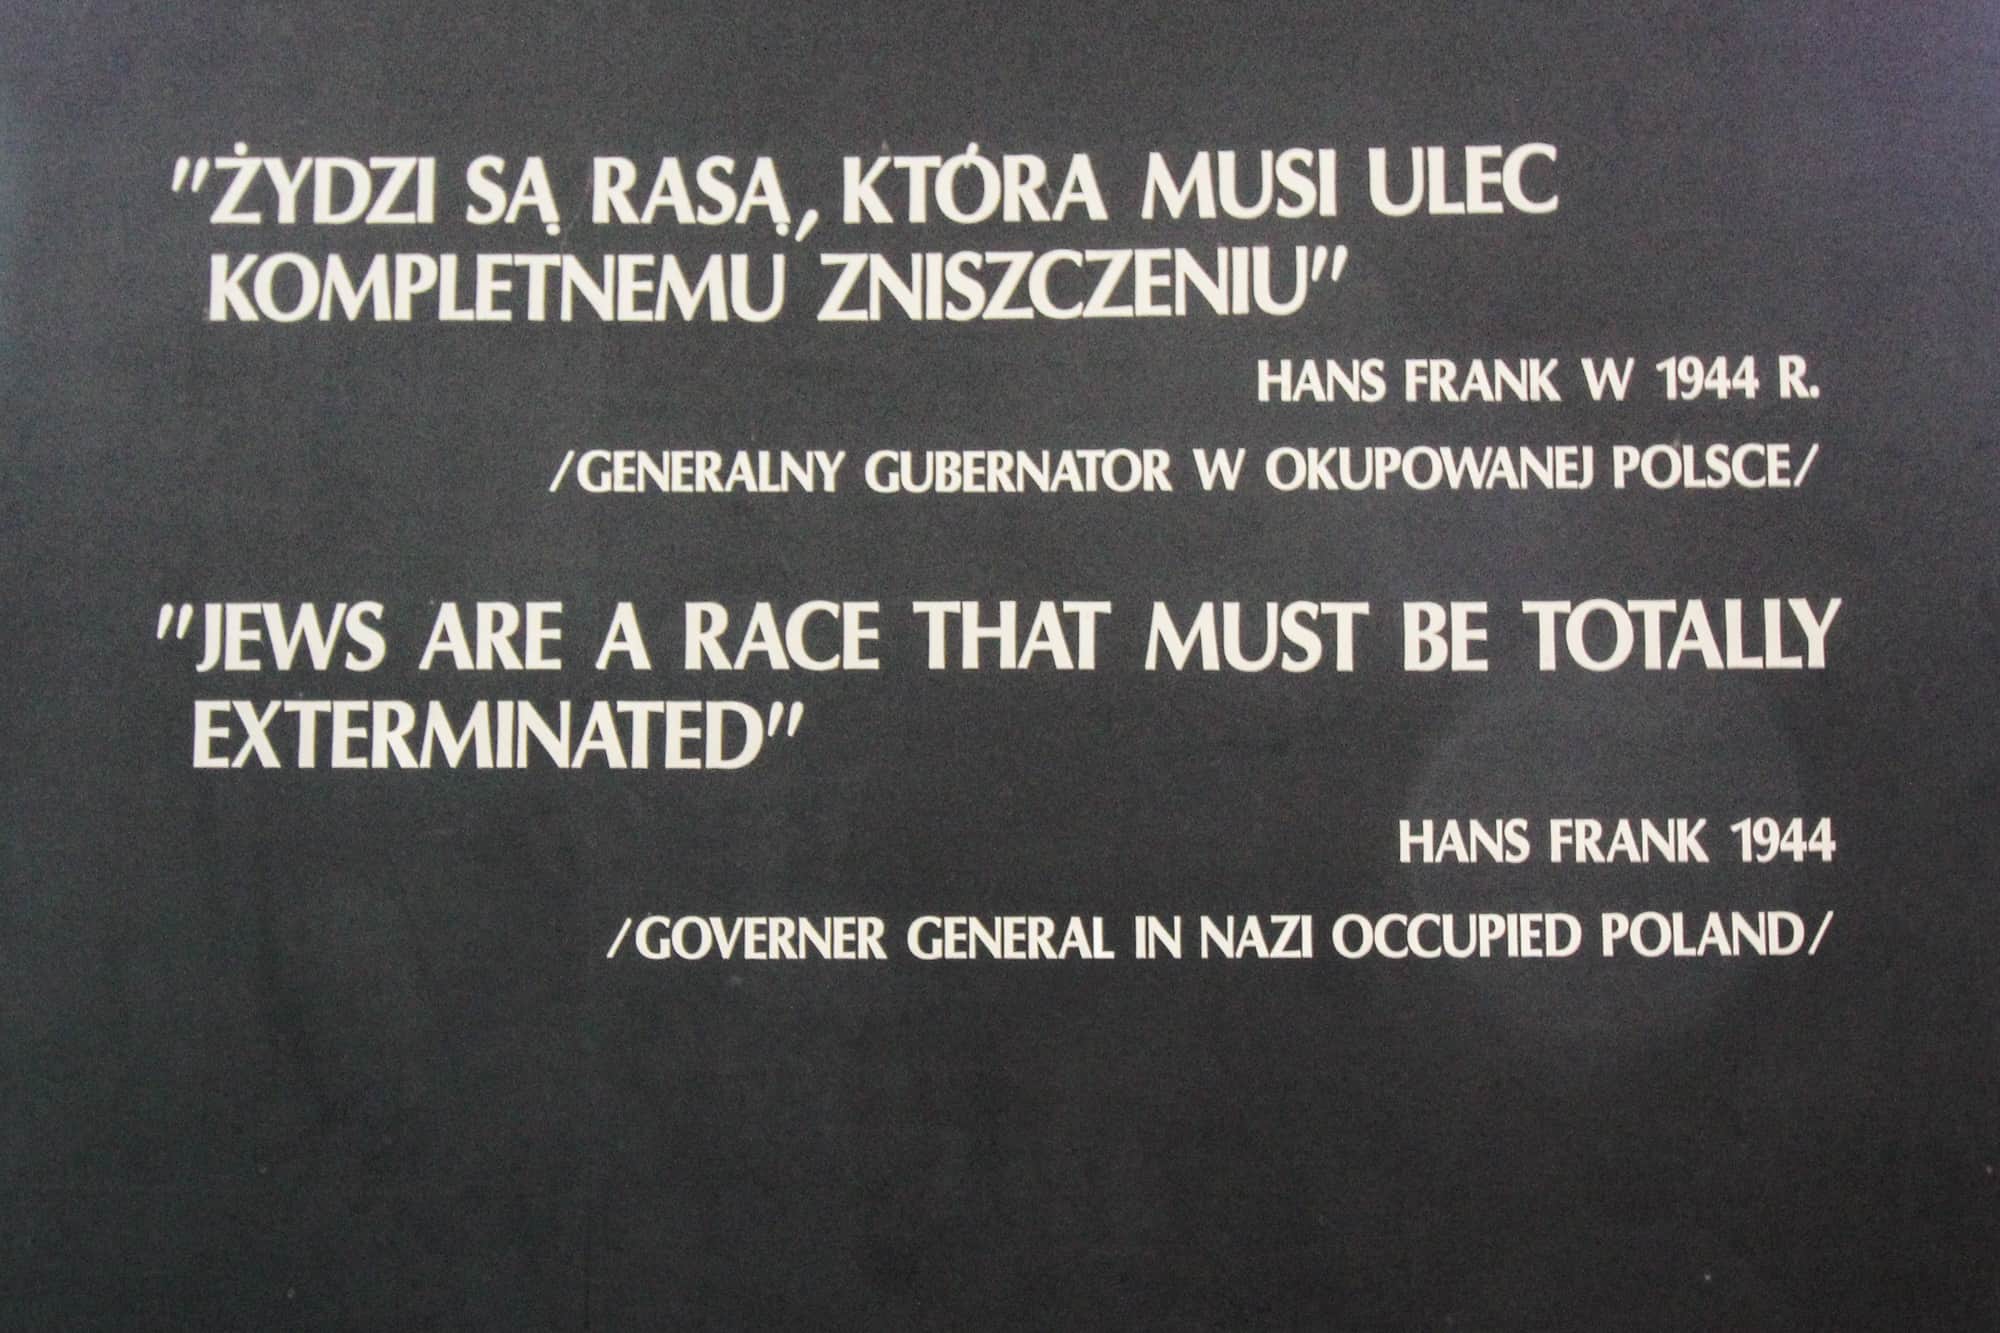 "ŻYDZI SĄ RASĄ, KTÓRA MUSI ULEC
KOMPLETNEMU ZNISZCZENIU"
HANS FRANK W 1944 R.
/GENERALNY GUBERNATOR W OKUPOWANEJ POLSCE/
"JEWS ARE A RACE THAT MUST BE TOTALLY
EXTERMINATED"
HANS FRANK 1944
/GOVERNER GENERAL IN NAZI OCCUPIED POLAND/